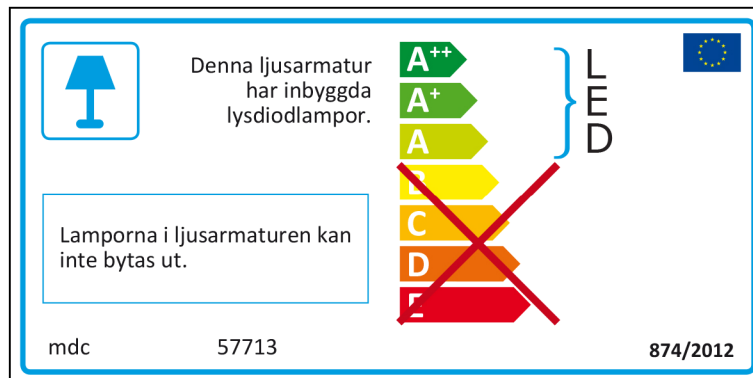 Denna ljusarmatur
har inbyggda
lysdiodlampor.
A++
A+
A
B
C
D
E
L
E
D
Lamporna i ljusarmaturen kan
inte bytas ut.
mdc 57713
874/2012